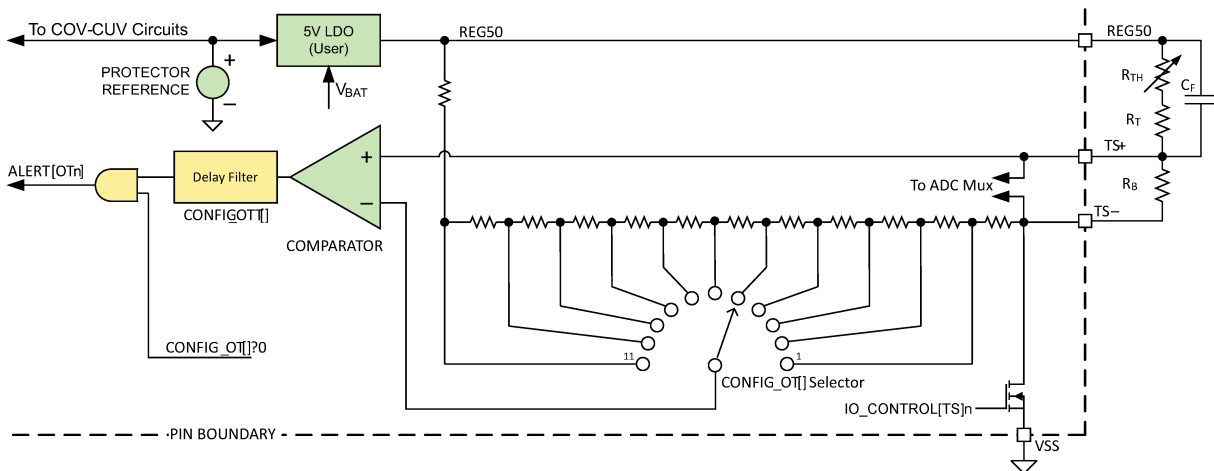 To COV-CUV Circuits
5V LDO
(User)
REG50
REG50
+
PROTECTOR
REFERENCE
−
VBAT
RTH
CF
RT
ALERT[OTn]
Delay Filter
+
TS+
To ADC Mux
RB
−
CONFIGOTT[]
TS−
COMPARATOR
CONFIG_OT[]?0
11
1
CONFIG_OT[] Selector
IO_CONTROL[TS]n
PIN BOUNDARY
VSS